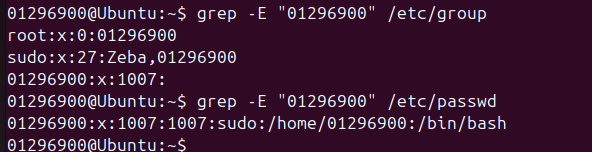 01296900@Ubuntu:~$ grep -E "01296900" /etc/group
root:x:0:01296900
sudo:x:27:Zeba,01296900
01296900:x:1007:
01296900@Ubuntu:~$ grep -E "01296900" /etc/passwd
01296900:x:1007:1007:sudo:/home/01296900:/bin/bash
01296900@Ubuntu:~$